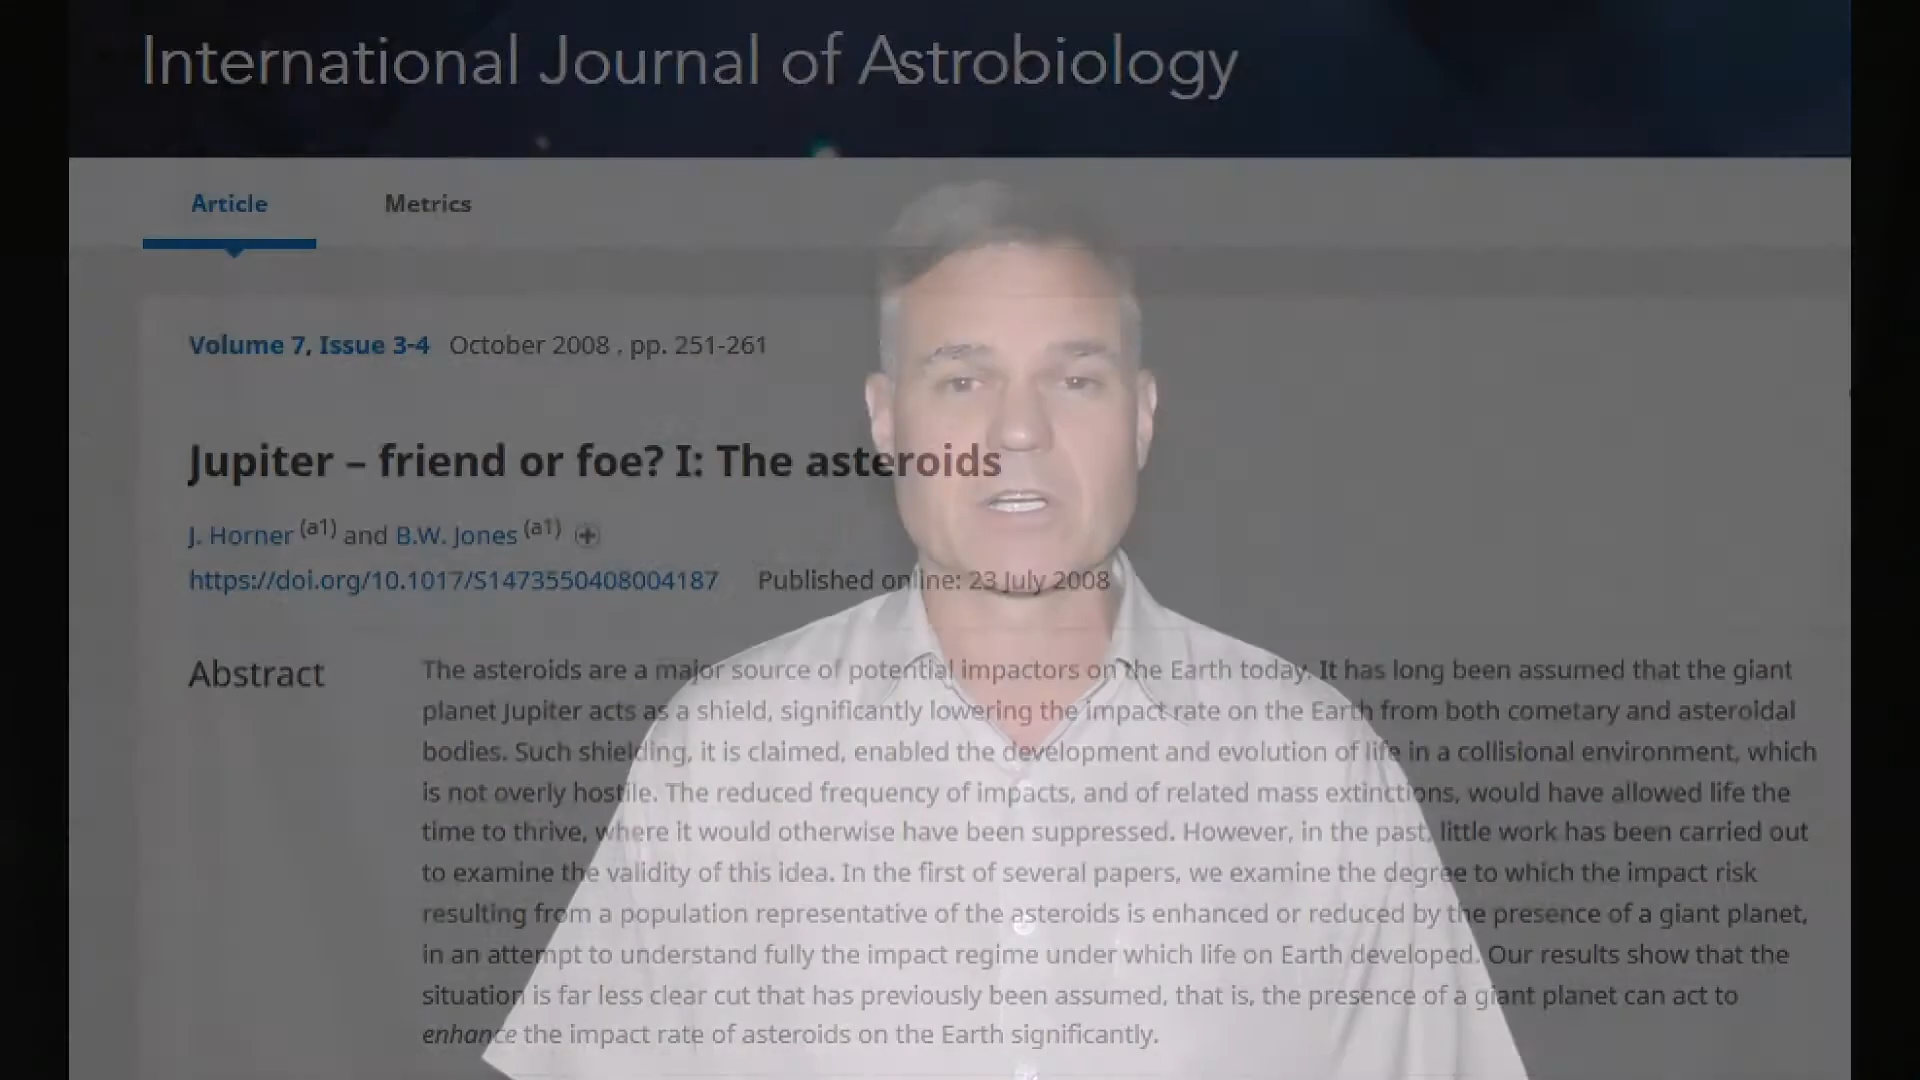 International Journal of Astrobiology
Article Metrics
Volume 7, Issue 3-4 October 2008 , pp. 251-261
Jupiter – friend or foe? I: The asteroids
J. Horner (a1) and B.W. Jones (a1)
https://doi.org/10.1017/S1473550408004187 Published online: 23 July 2008
Abstract
The asteroids are a major source of potential impactors on the Earth today. It has long been assumed that the giant
planet Jupiter acts as a shield, significantly lowering the impact rate on the Earth from both cometary and asteroidal
bodies. Such shielding, it is claimed, enabled the development and evolution of life in a collisional environment, which
is not overly hostile. The reduced frequency of impacts, and of related mass extinctions, would have allowed life the
time to thrive, where it would otherwise have been suppressed. However, in the past, little work has been carried out
to examine the validity of this idea. In the first of several papers, we examine the degree to which the impact risk
resulting from a population representative of the asteroids is enhanced or reduced by the presence of a giant planet,
in an attempt to understand fully the impact regime under which life on Earth developed. Our results show that the
situation is far less clear cut that has previously been assumed, that is, the presence of a giant planet can act to
enhance the impact rate of asteroids on the Earth significantly.